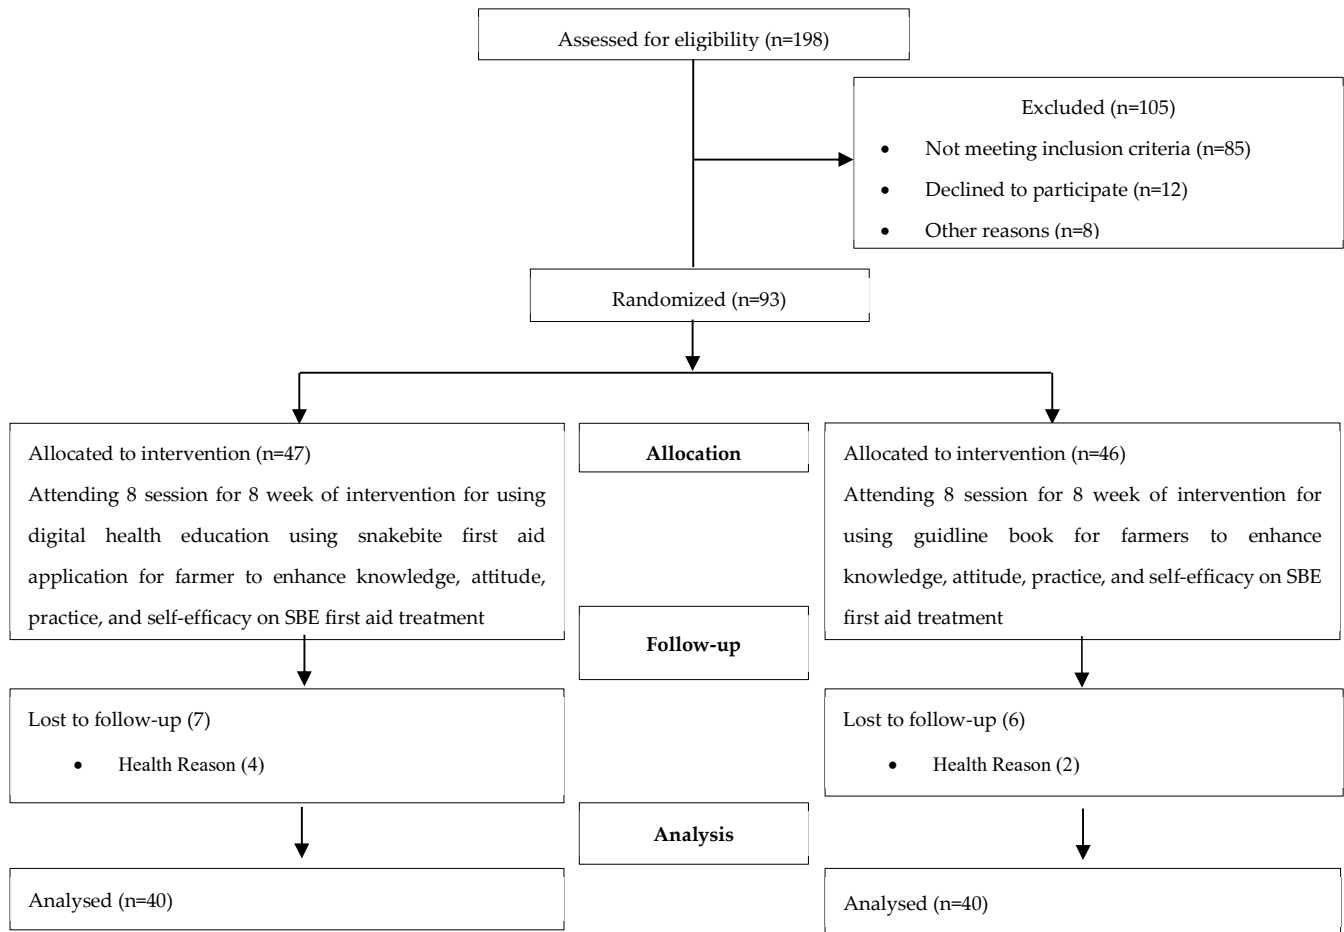 Assessed for eligibility (n=198)
Excluded (n=105)
• Not meeting inclusion criteria (n=85)
• Declined to participate (n=12)
• Other reasons (n=8)
Randomized (n=93)
Allocated to intervention (n=47)
Attending 8 session for 8 week of intervention for using
digital health education using snakebite first aid
application for farmer to enhance knowledge, attitude,
practice, and self-efficacy on SBE first aid treatment
Allocation
Allocated to intervention (n=46)
Attending 8 session for 8 week of intervention for
using guidline book for farmers to enhance
knowledge, attitude, practice, and self-efficacy on SBE
first aid treatment
Follow-up
Lost to follow-up (7)
• Health Reason (4)
Lost to follow-up (6)
• Health Reason (2)
Analysis
Analysed (n=40)
Analysed (n=40)